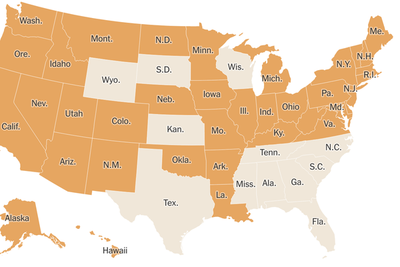 Wash.
Mont.
N.D.
Minn.
Me.
Ore.
Idaho
S.D.
Wis.
N.H.
N.Y.
Wyo.
Mich.
R.I.
Nev.
Neb.
Iowa
Pa.
N.J.
Utah
Colo.
Ill.
Ind.
Ohio
Md.
Calif.
Kan.
Mo.
Ky.
Va.
Ariz.
N.M.
Okla.
Ark.
Tenn.
N.C.
S.C.
Tex.
La.
Miss.
Ala.
Ga.
Alaska
Fla.
Hawaii